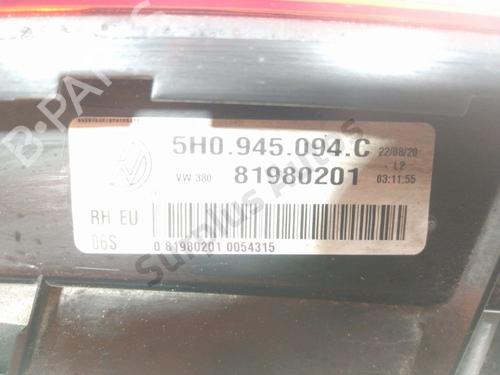 5H0.945.094.C
22/08/20
VW 380
81980201
L2
03:11:55
RH EU
06S
0 81980201 0054315
B-PARTS
Surplus Autos